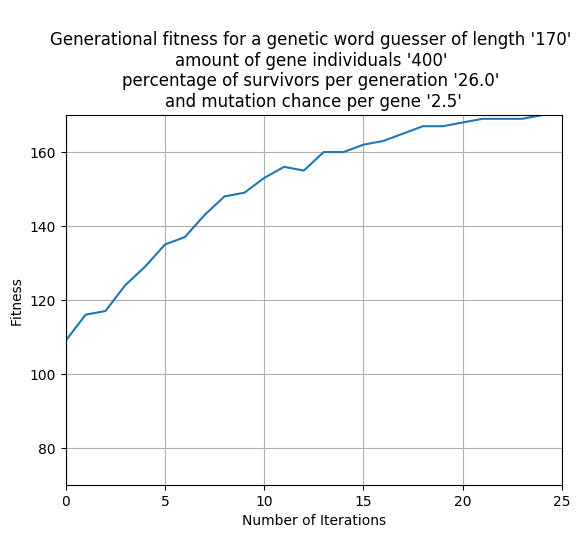 Generational fitness for a genetic word guesser of length '170'
amount of gene individuals '400'
percentage of survivors per generation '26.0'
and mutation chance per gene '2.5'
160
140
120
100
80
Fitness
0 5 10 15 20 25
Number of Iterations